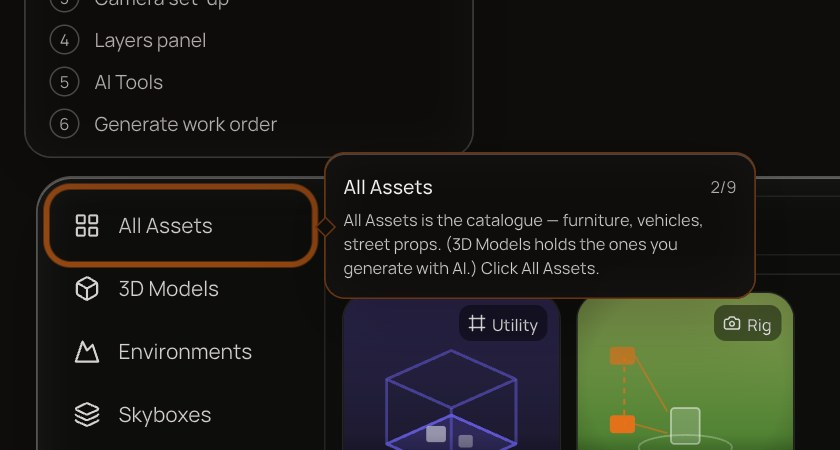 3 Camera set-up
4 Layers panel
5 AI Tools
6 Generate work order
All Assets
2/9
All Assets is the catalogue — furniture, vehicles,
street props. (3D Models holds the ones you
generate with AI.) Click All Assets.
All Assets
3D Models
Environments
Skyboxes
Utility
Rig